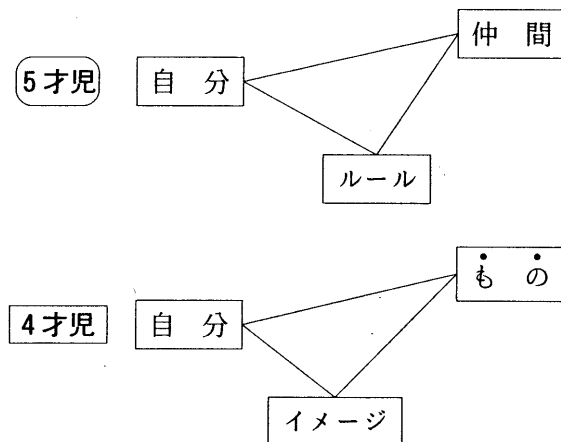 仲 間
5才児 自 分
ルール
も の
4才児 自 分
イメージ